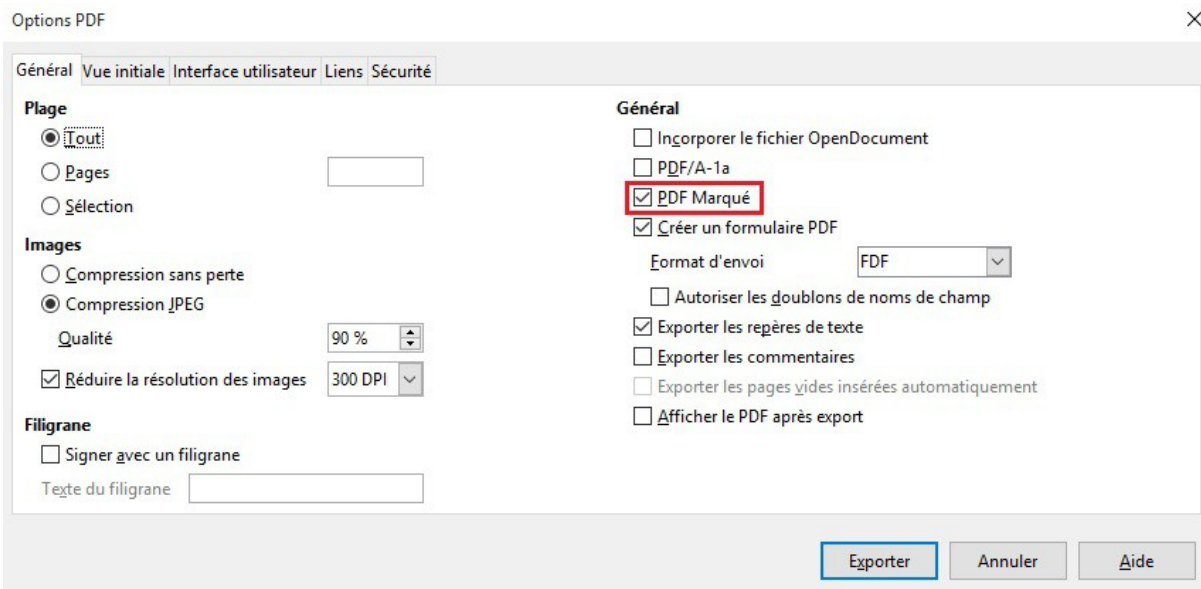 Options PDF
Général Vue initiale Interface utilisateur Liens Sécurité
Plage
Tout
Pages
Sélection
Images
Compression sans perte
Compression JPEG
Qualité 90 %
Réduire la résolution des images 300 DPI
Filigrane
Signer avec un filigrane
Texte du filigrane
Général
Incorporer le fichier OpenDocument
PDF/A-1a
PDF Marqué
Créer un formulaire PDF
Format d'envoi FDF
Autoriser les doublons de noms de champ
Exporter les repères de texte
Exporter les commentaires
Exporter les pages vides insérées automatiquement
Afficher le PDF après export
Exporter Annuler Aide